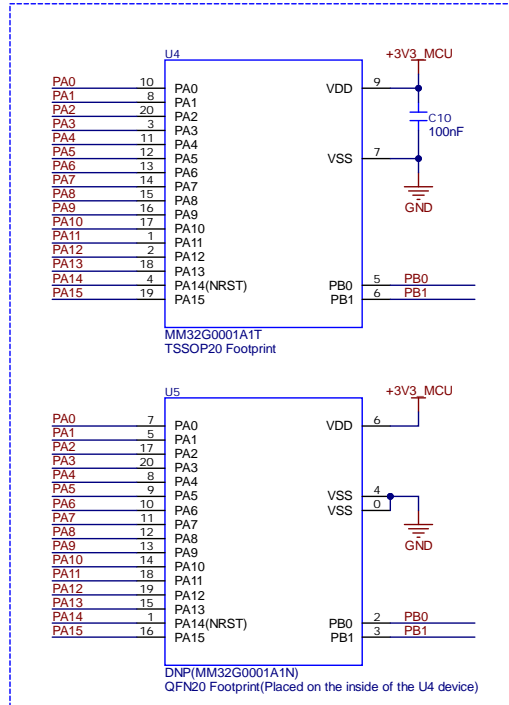 U4
+3V3_MCU
PA0 10 PA0 VDD 9
PA1 8 PA1
PA2 20 PA2 C10
PA3 3 PA3 100nF
PA4 11 PA4
PA5 12 PA5 VSS 7
PA6 13 PA6
PA7 14 PA7
PA8 15 PA8
PA9 16 PA9 GND
PA10 17 PA10
PA11 1 PA11
PA12 2 PA12
PA13 18 PA13
PA14 4 PA14(NRST) PB0 5 PB0
PA15 19 PA15 PB1 6 PB1
MM32G0001A1T
TSSOP20 Footprint
U5
+3V3_MCU
PA0 7 PA0 VDD 6
PA1 5 PA1
PA2 17 PA2
PA3 20 PA3
PA4 8 PA4
PA5 9 PA5 VSS 4
PA6 10 PA6 VSS 0
PA7 11 PA7
PA8 12 PA8
PA9 13 PA9 GND
PA10 14 PA10
PA11 18 PA11
PA12 19 PA12
PA13 15 PA13
PA14 1 PA14(NRST) PB0 2 PB0
PA15 16 PA15 PB1 3 PB1
DNP(MM32G0001A1N)
QFN20 Footprint(Placed on the inside of the U4 device)